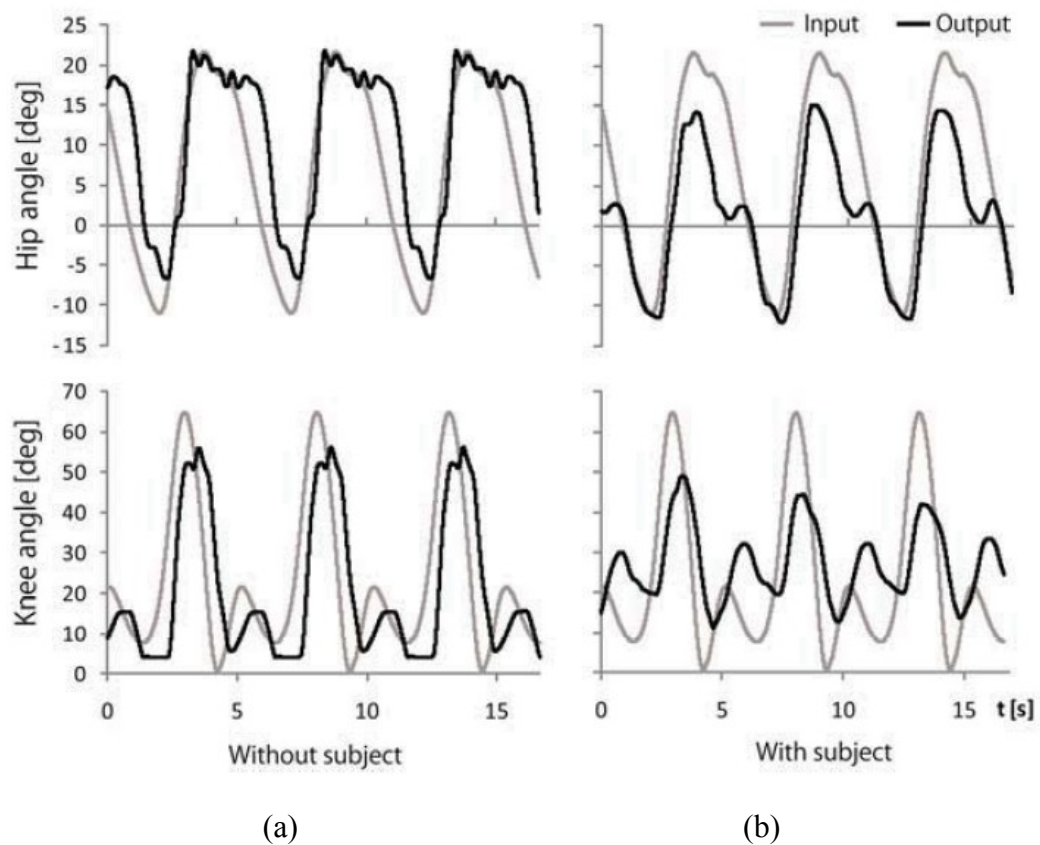 Input Output
Hip angle [deg]
25
20
15
10
5
0
-5
-10
-15
Knee angle [deg]
70
60
50
40
30
20
10
0
0 5 10 15
0 5 10 15 t [s]
Without subject
With subject
(a) (b)